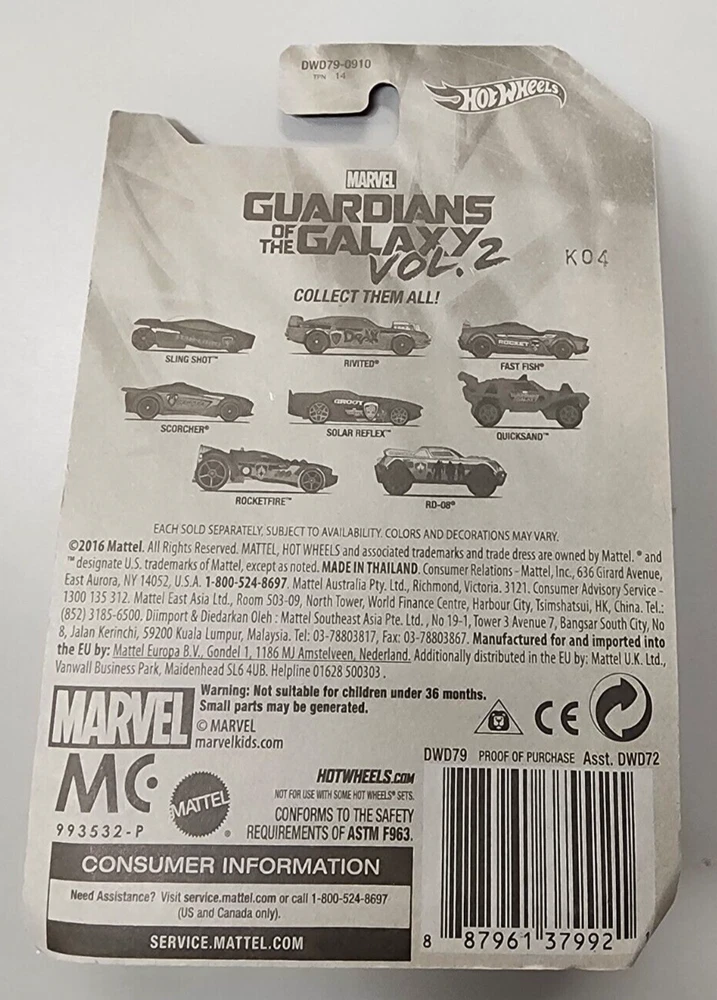 DWD79-0910
TPN 14
HOT WHEELS
MARVEL
GUARDIANS
OF THE GALAXY
VOL. 2
K04
COLLECT THEM ALL!
SLING SHOT™
DRAX
RIVITED®
ROCKET
FAST FISH®
SCORCHER®
GROOT
SOLAR REFLEX™
QUICKSAND™
ROCKETFIRE™
RD-08®
EACH SOLD SEPARATELY, SUBJECT TO AVAILABILITY. COLORS AND DECORATIONS MAY VARY.
©2016 Mattel. All Rights Reserved. MATTEL, HOT WHEELS and associated trademarks and trade dress are owned by Mattel. ® and
™ designate U.S. trademarks of Mattel, except as noted. MADE IN THAILAND. Consumer Relations - Mattel, Inc., 636 Girard Avenue,
East Aurora, NY 14052, U.S.A. 1-800-524-8697. Mattel Australia Pty. Ltd., Richmond, Victoria. 3121. Consumer Advisory Service -
1300 135 312. Mattel East Asia Ltd., Room 503-09, North Tower, World Finance Centre, Harbour City, Tsimshatsui, HK, China. Tel.:
(852) 3185-6500, Diimport & Diedarkan Oleh : Mattel Southeast Asia Pte. Ltd. , No 19-1, Tower 3 Avenue 7, Bangsar South City, No
8, Jalan Kerinchi, 59200 Kuala Lumpur, Malaysia. Tel: 03-78803817, Fax: 03-78803867. Manufactured for and imported into
the EU by: Mattel Europa B.V., Gondel 1, 1186 MJ Amstelveen, Nederland. Additionally distributed in the EU by: Mattel U.K. Ltd.,
Vanwall Business Park, Maidenhead SL6 4UB. Helpline 01628 500303 .
MARVEL
Warning: Not suitable for children under 36 months.
Small parts may be generated.
© MARVEL
marvelkids.com
CE
DWD79 PROOF OF PURCHASE Asst. DWD72
MC
993532-P
MATTEL®
HOTWHEELS.COM
NOT FOR USE WITH SOME HOT WHEELS® SETS.
CONFORMS TO THE SAFETY
REQUIREMENTS OF ASTM F963.
CONSUMER INFORMATION
Need Assistance? Visit service.mattel.com or call 1-800-524-8697
(US and Canada only).
SERVICE.MATTEL.COM
8 87961 37992